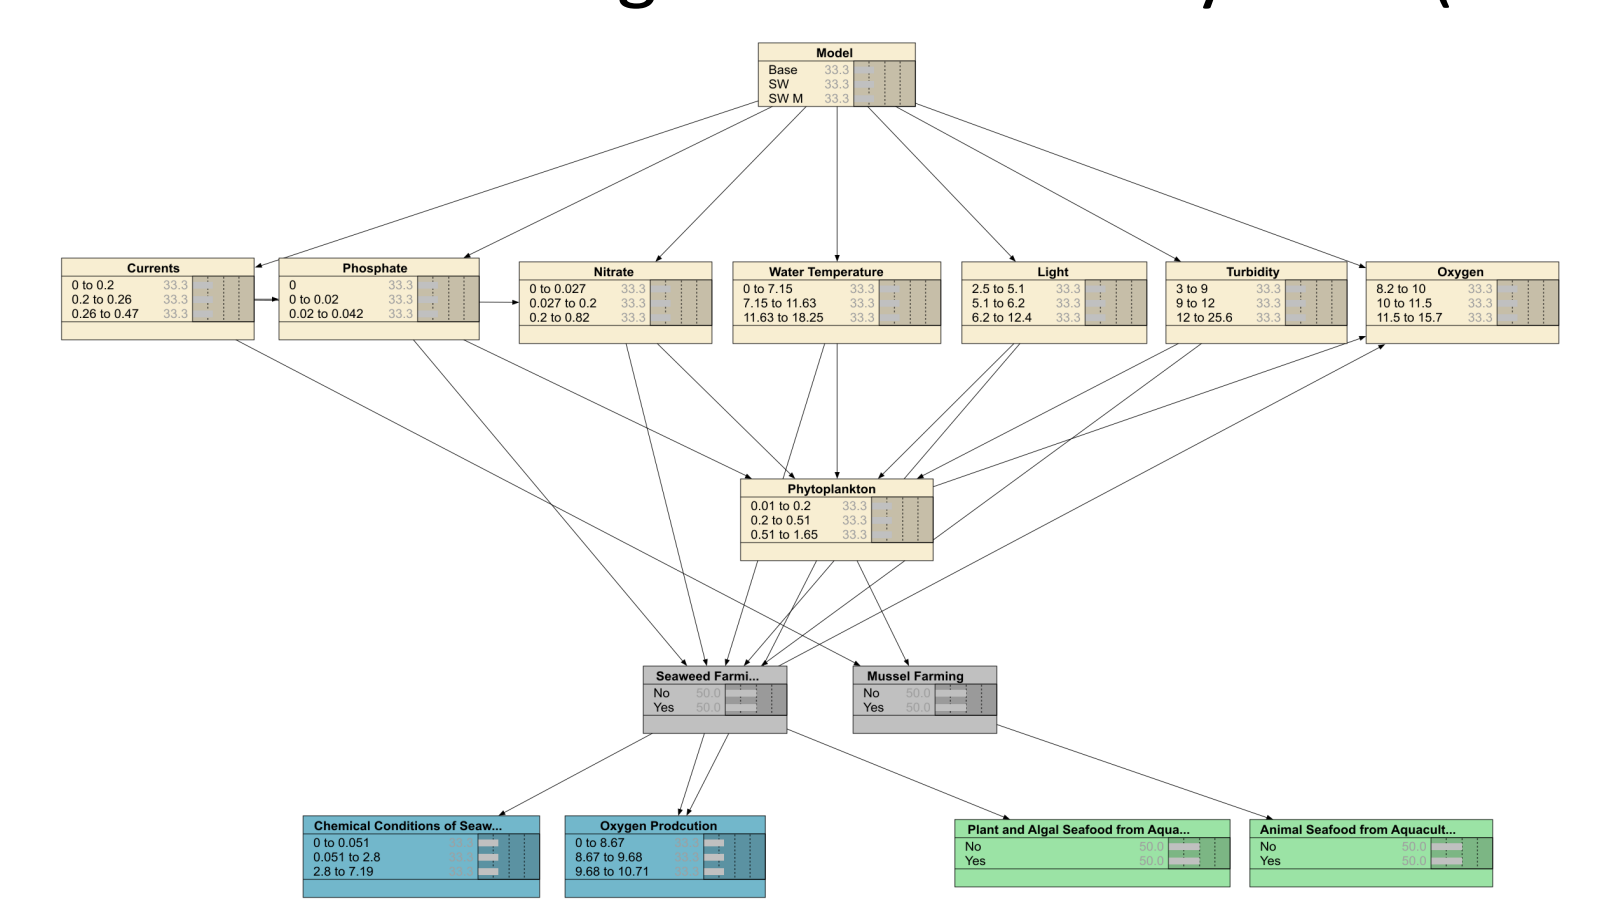 Model
Base 33.3
SW 33.3
SW M 33.3
Currents
0 to 0.2 33.3
0.2 to 0.26 33.3
0.26 to 0.47 33.3
Phosphate
0 33.3
0 to 0.02 33.3
0.02 to 0.042 33.3
Nitrate
0 to 0.027 33.3
0.027 to 0.2 33.3
0.2 to 0.82 33.3
Water Temperature
0 to 7.15 33.3
7.15 to 11.63 33.3
11.63 to 18.25 33.3
Light
2.5 to 5.1 33.3
5.1 to 6.2 33.3
6.2 to 12.4 33.3
Turbidity
3 to 9 33.3
9 to 12 33.3
12 to 25.6 33.3
Oxygen
8.2 to 10 33.3
10 to 11.5 33.3
11.5 to 15.7 33.3
Phytoplankton
0.01 to 0.2 33.3
0.2 to 0.51 33.3
0.51 to 1.65 33.3
Seaweed Farmi...
No 50.0
Yes 50.0
Mussel Farming
No 50.0
Yes 50.0
Chemical Conditions of Seaw...
0 to 0.051
0.051 to 2.8
2.8 to 7.19
Oxygen Prodcution
0 to 8.67
8.67 to 9.68
9.68 to 10.71
Plant and Algal Seafood from Aqua...
No 50.0
Yes 50.0
Animal Seafood from Aquacult...
No 50.0
Yes 50.0